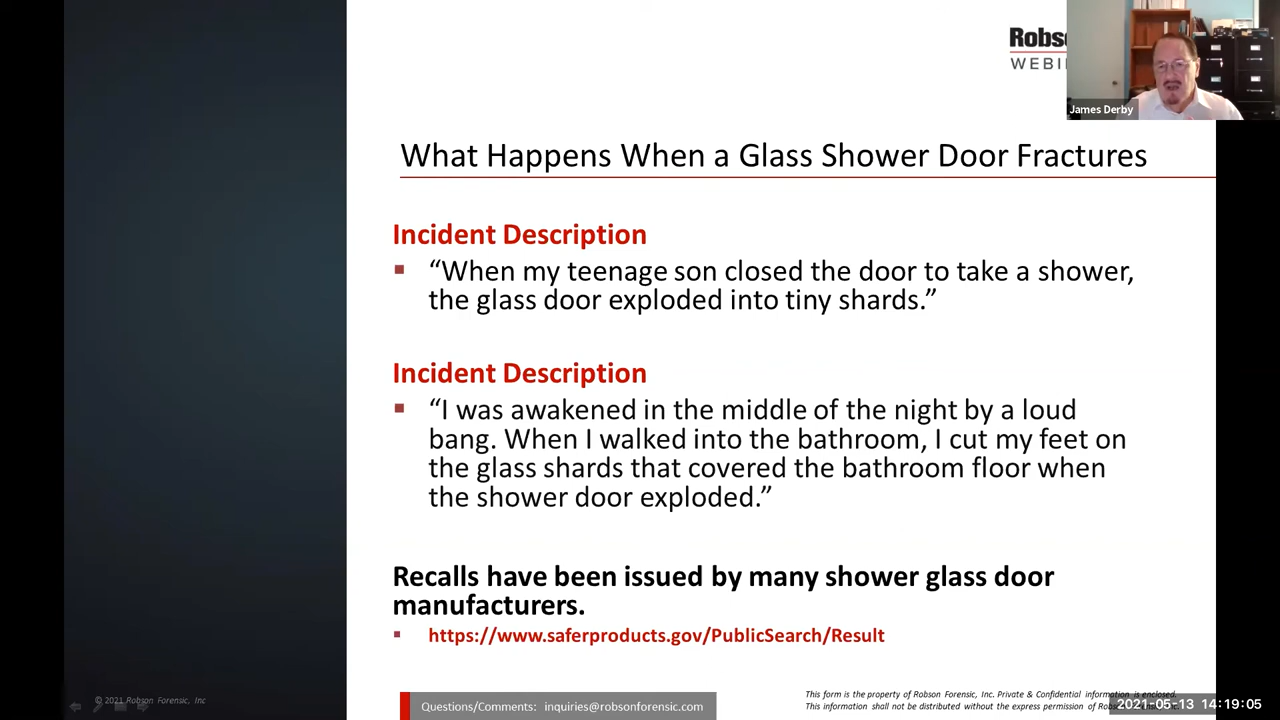 Robs
WEBI
James Derby
What Happens When a Glass Shower Door Fractures
Incident Description
“When my teenage son closed the door to take a shower,
the glass door exploded into tiny shards.”
Incident Description
“I was awakened in the middle of the night by a loud
bang. When I walked into the bathroom, I cut my feet on
the glass shards that covered the bathroom floor when
the shower door exploded.”
Recalls have been issued by many shower glass door
manufacturers.
https://www.saferproducts.gov/PublicSearch/Result
© 2021 Robson Forensic, Inc
Questions/Comments: inquiries@robsonforensic.com
This form is the property of Robson Forensic, Inc. Private & Confidential information is enclosed.
This information shall not be distributed without the express permission of
2021-05-13 14:19:05